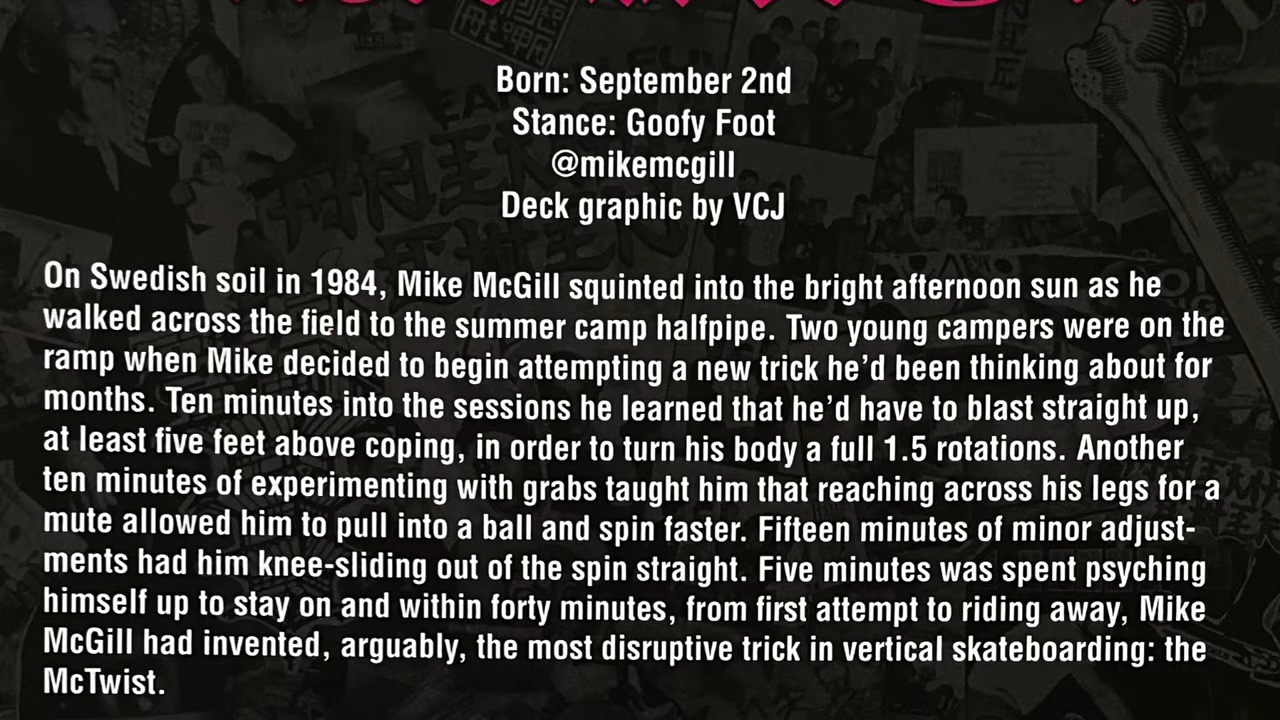 Born: September 2nd
Stance: Goofy Foot
@mikemcgill
Deck graphic by VCJ
On Swedish soil in 1984, Mike McGill squinted into the bright afternoon sun as he
walked across the field to the summer camp halfpipe. Two young campers were on the
ramp when Mike decided to begin attempting a new trick he’d been thinking about for
months. Ten minutes into the sessions he learned that he’d have to blast straight up,
at least five feet above coping, in order to turn his body a full 1.5 rotations. Another
ten minutes of experimenting with grabs taught him that reaching across his legs for a
mute allowed him to pull into a ball and spin faster. Fifteen minutes of minor adjust-
ments had him knee-sliding out of the spin straight. Five minutes was spent psyching
himself up to stay on and within forty minutes, from first attempt to riding away, Mike
McGill had invented, arguably, the most disruptive trick in vertical skateboarding: the
McTwist.